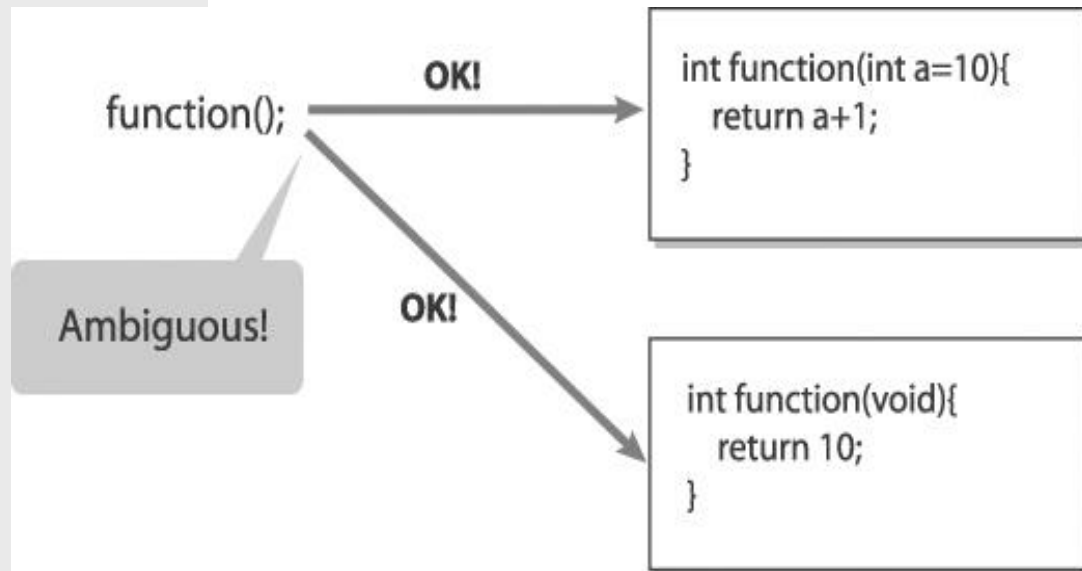 function();
Ambiguous!
OK!
OK!
int function(int a=10){
return a+1;
}
int function(void){
return 10;
}